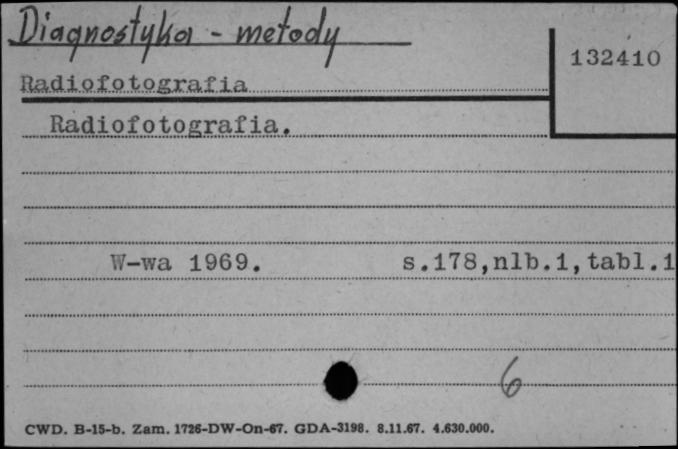 Diagnostyka - metody
132410
Radiofotografia
Radiofotografia.
W-wa 1969. s.178,nlb.1,tabl.1
6
CWD. B-15-b. Zam. 1726-DW-On-67. GDA-3198. 8.11.67. 4.630.000.